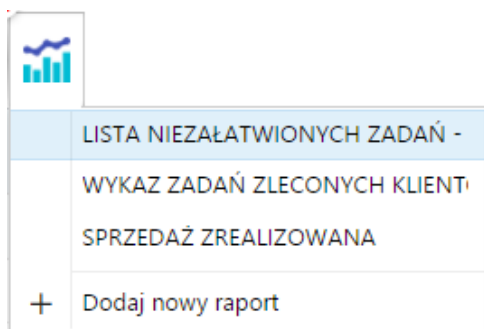 LISTA NIEZAŁATWIONYCH ZADAŃ -
WYKAZ ZADAŃ ZLECONYCH KLIENT
SPRZEDAŻ ZREALIZOWANA
+ Dodaj nowy raport